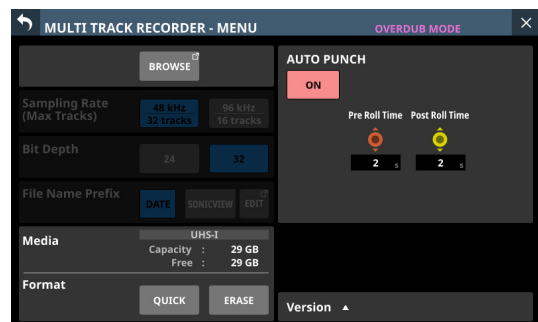 MULTI TRACK RECORDER - MENU
OVERDUB MODE
BROWSE
Sampling Rate
(Max Tracks)
48 kHz
32 tracks
96 kHz
16 tracks
Bit Depth
24
32
File Name Prefix
DATE
SONICVIEW
EDIT
Media
UHS-I
Capacity : 29 GB
Free : 29 GB
Format
QUICK
ERASE
AUTO PUNCH
ON
Pre Roll Time
Post Roll Time
2 s
2 s
Version ▲